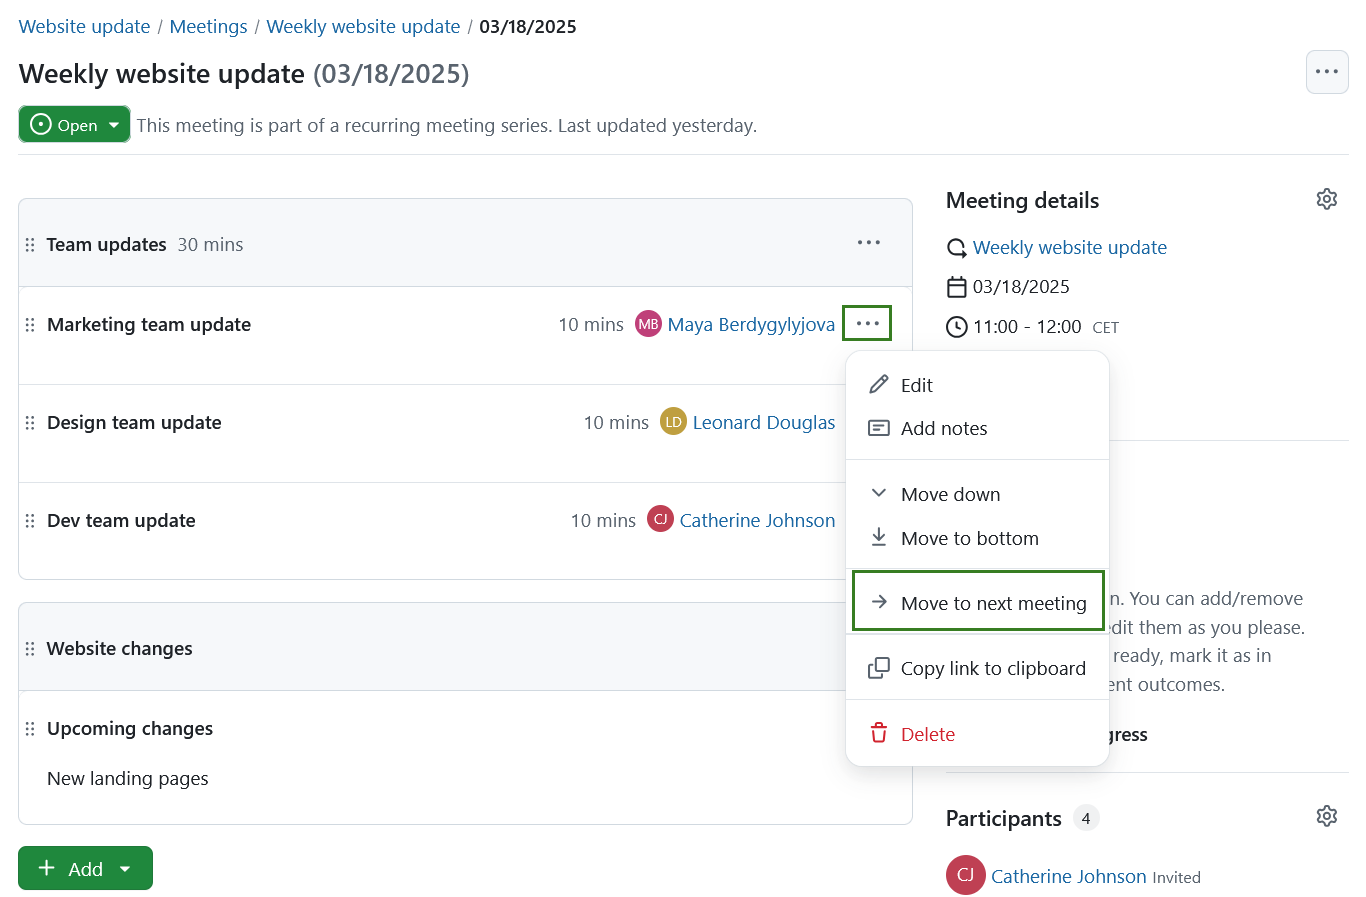 Website update / Meetings / Weekly website update / 03/18/2025
Weekly website update (03/18/2025)
Open This meeting is part of a recurring meeting series. Last updated yesterday.
Team updates 30 mins
Marketing team update 10 mins MB Maya Berdygylyjova
Design team update 10 mins LD Leonard Douglas
Dev team update 10 mins CJ Catherine Johnson
Website changes
Upcoming changes
New landing pages
Add
Edit
Add notes
Move down
Move to bottom
Move to next meeting
Copy link to clipboard
Delete
Meeting details
Weekly website update
03/18/2025
11:00 - 12:00 CET
n. You can add/remove
dit them as you please.
ready, mark it as in
ent outcomes.
gress
Participants 4
CJ Catherine Johnson Invited